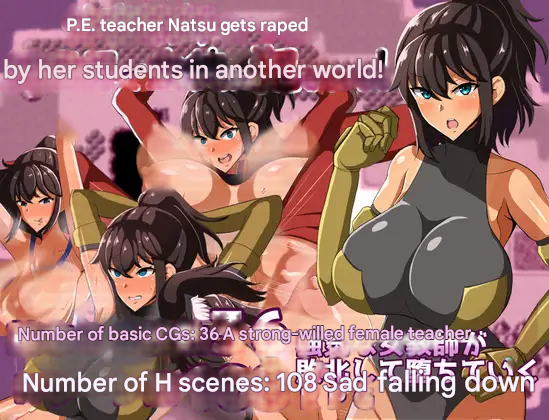 P.E. teacher Natsu gets raped
by her students in another world!
Number of basic CGs: 36 A strong-willed female teacher
Number of H scenes: 108 Sad falling down